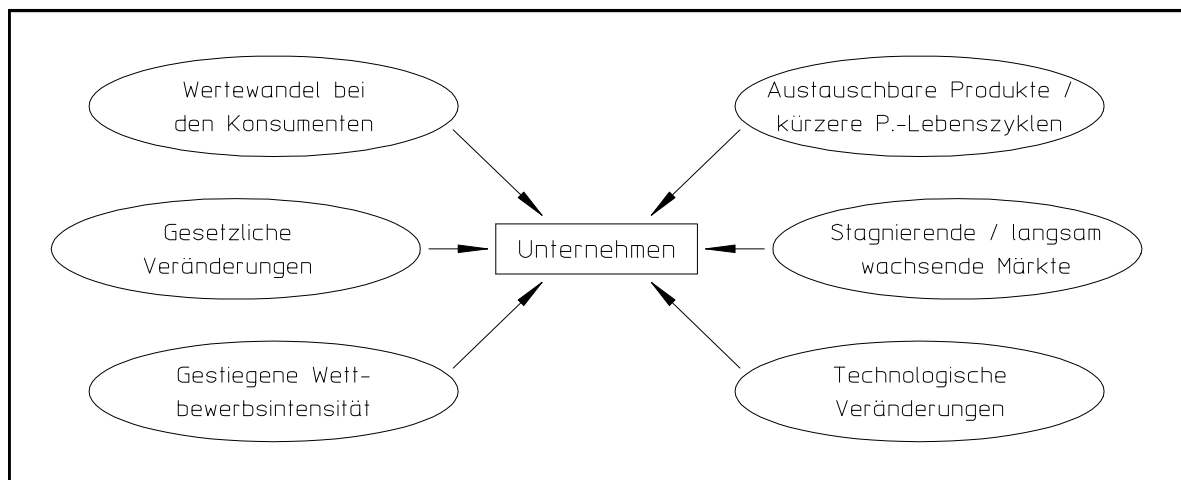 Wertewandel bei
den Konsumenten
Austauschbare Produkte /
kürzere P.-Lebenszyklen
Gesetzliche
Veränderungen
Unternehmen
Stagnierende / langsam
wachsende Märkte
Gestiegene Wett-
bewerbsintensität
Technologische
Veränderungen